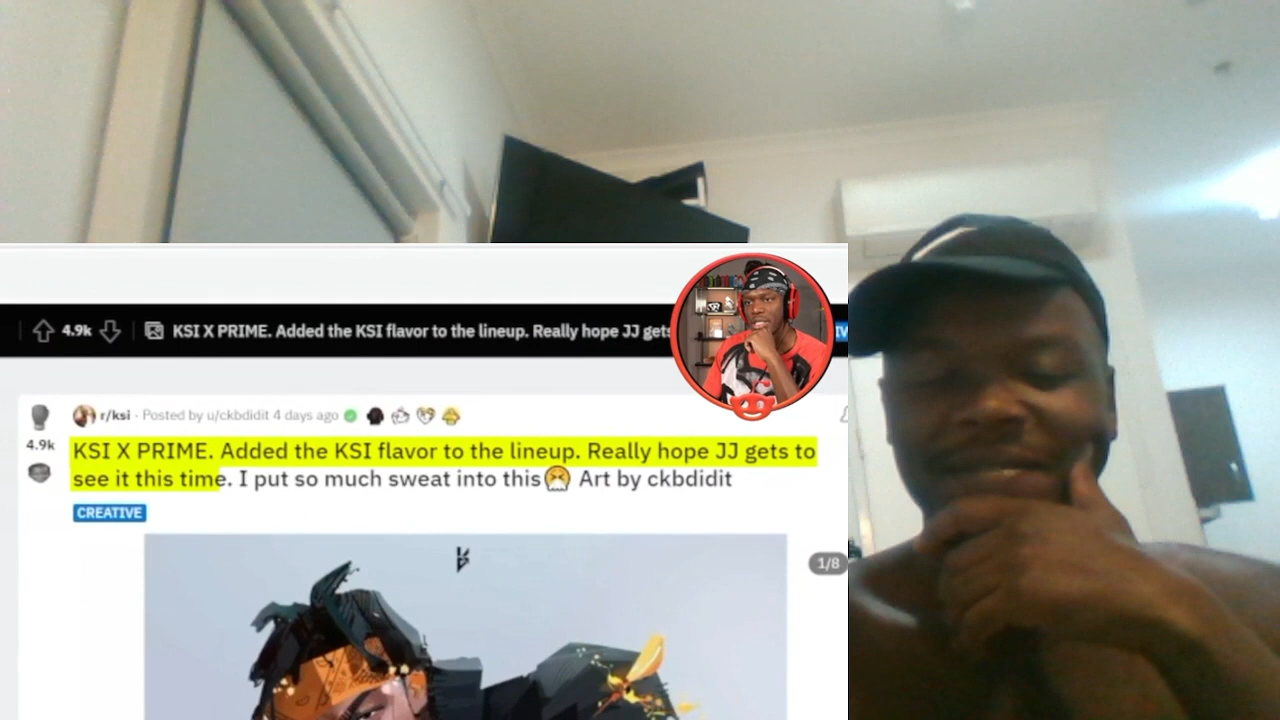 4.9k KSI X PRIME. Added the KSI flavor to the lineup. Really hope JJ gets
r/ksi · Posted by u/ckbdidit 4 days ago
4.9k
KSI X PRIME. Added the KSI flavor to the lineup. Really hope JJ gets to
see it this time. I put so much sweat into this😤 Art by ckbdidit
CREATIVE
1/8